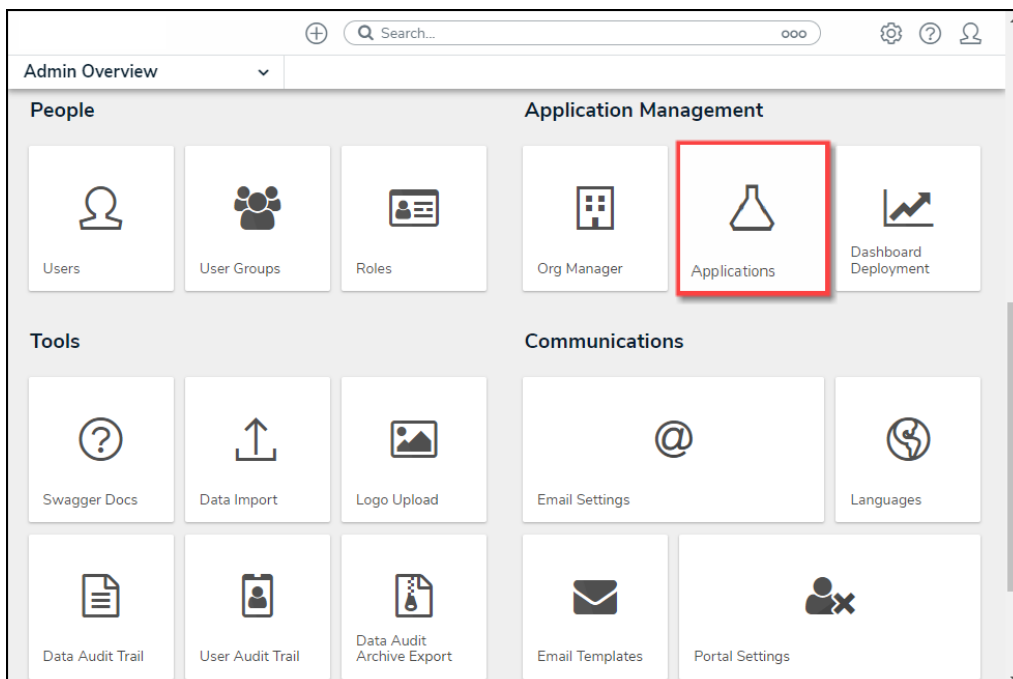 Search...
Admin Overview
People
Users
User Groups
Roles
Application Management
Org Manager
Applications
Dashboard
Deployment
Tools
Swagger Docs
Data Import
Logo Upload
Data Audit Trail
User Audit Trail
Data Audit
Archive Export
Communications
@
Email Settings
Languages
Email Templates
Portal Settings